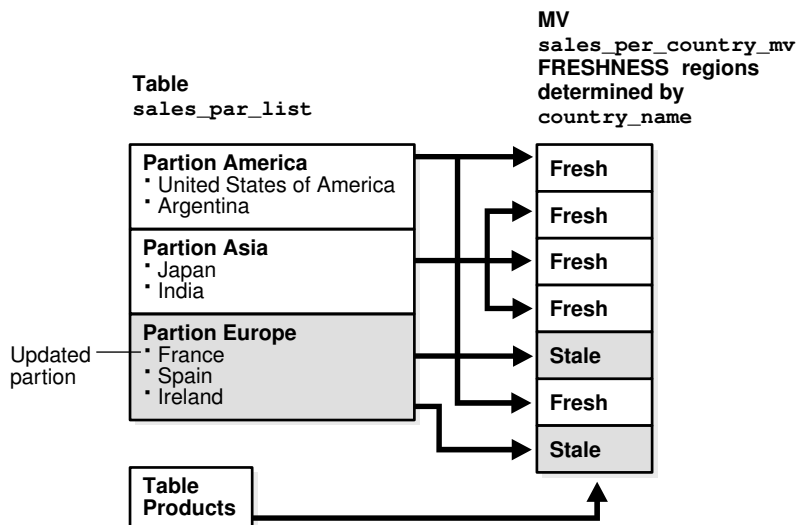 MV
sales_per_country_mv
FRESHNESS regions
determined by
country_name
Table
sales_par_list
Partion America
· United States of America
· Argentina
Partion Asia
· Japan
· India
Partion Europe
· France
· Spain
· Ireland
Updated
partion
Fresh
Fresh
Fresh
Fresh
Stale
Fresh
Stale
Table
Products